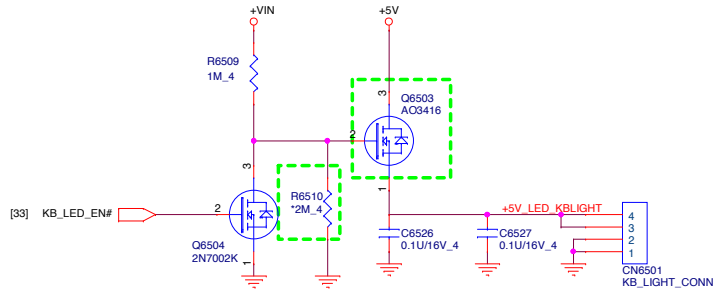 +VIN
+5V
R6509
1M_4
3
Q6503
AO3416
2
3
1
R6510
*2M_4
[33] KB_LED_EN#
2
+5V_LED_KBLIGHT
4
3
2
1
C6526
0.1U/16V_4
C6527
0.1U/16V_4
Q6504
2N7002K
1
CN6501
KB_LIGHT_CONN